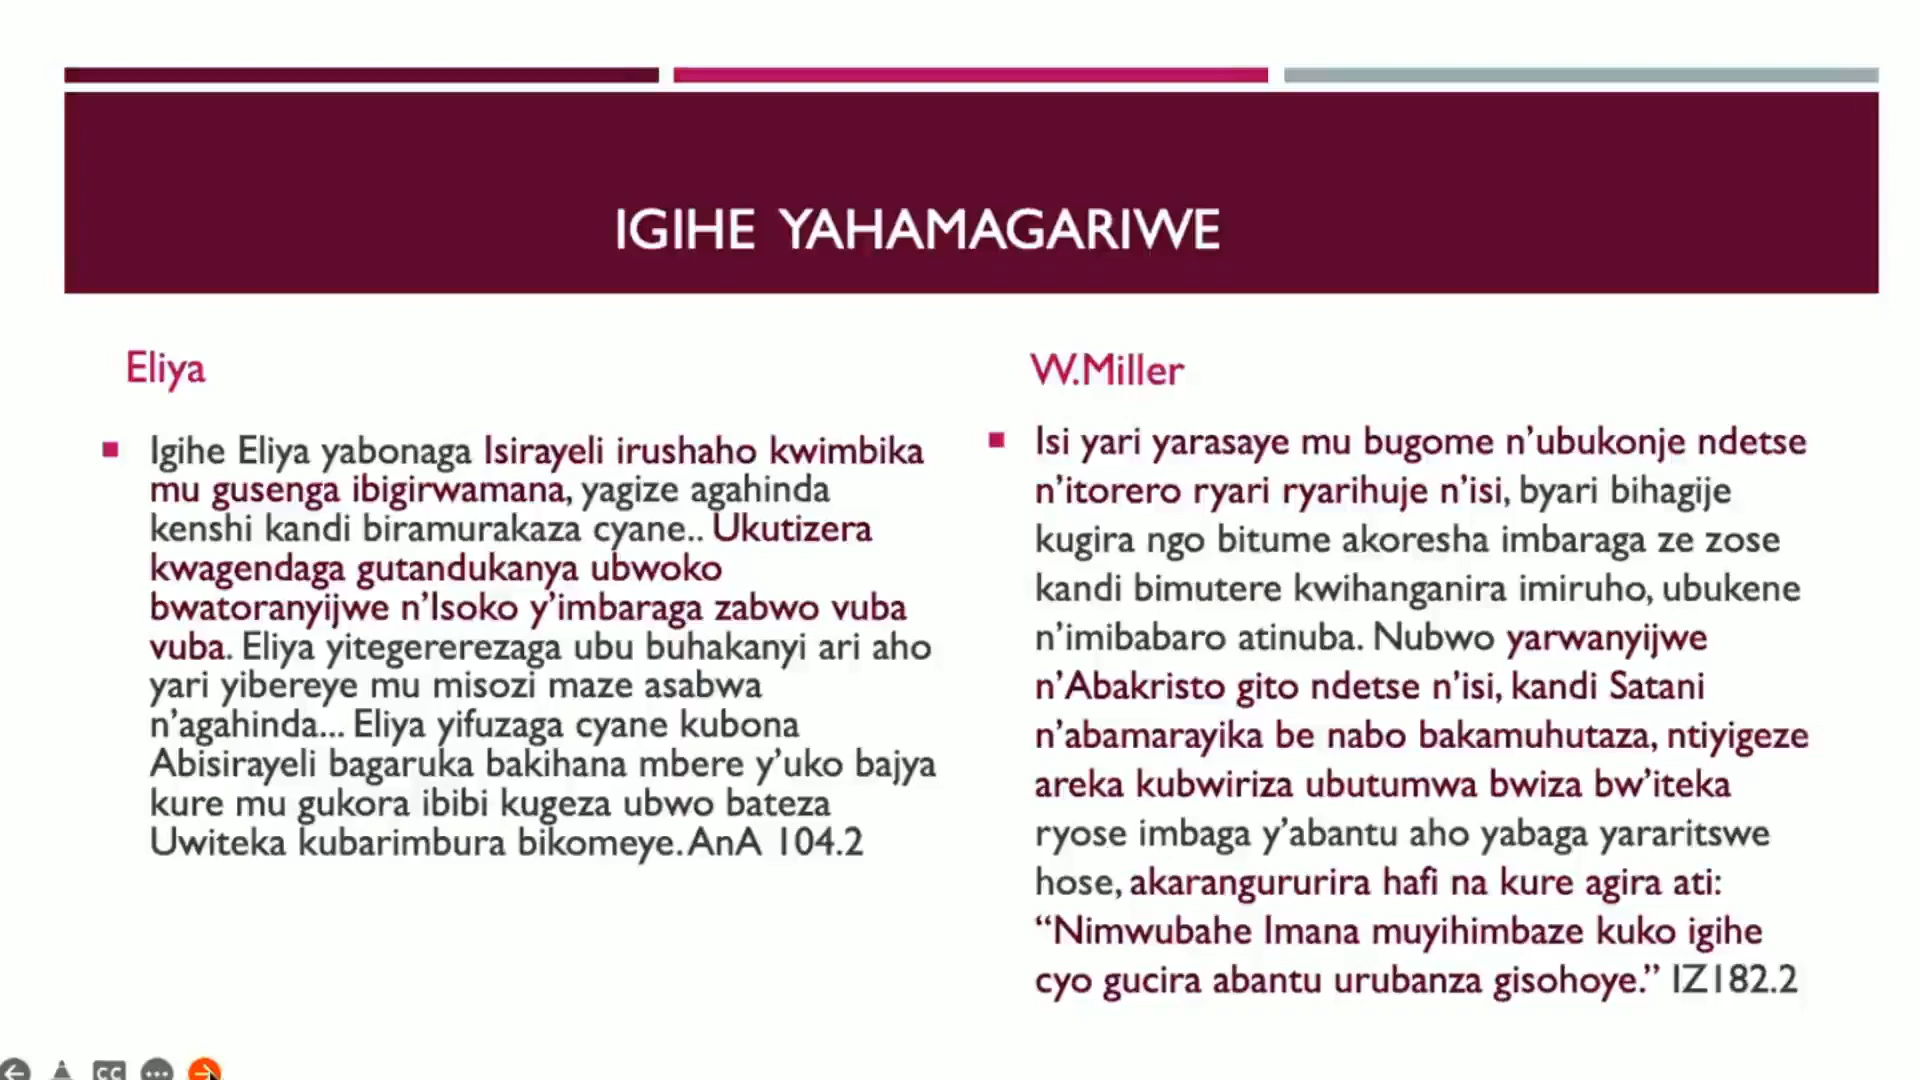 IGIHE YAHAMAGARIWE
Eliya
Igihe Eliya yabonaga Isirayeli irushaho kwimbika
mu gusenga ibigirwamana, yagize agahinda
kenshi kandi biramurakaza cyane.. Ukutizera
kwagendaga gutandukanya ubwoko
bwatoranyijwe n’Isoko y’imbaraga zabwo vuba
vuba. Eliya yitegererezaga ubu buhakanyi ari aho
yari yibereye mu misozi maze asabwa
n’agahinda... Eliya yifuzaga cyane kubona
Abisirayeli bagaruka bakihana mbere y’uko bajya
kure mu gukora ibibi kugeza ubwo bateza
Uwiteka kubarimbura bikomeye. AnA 104.2
W.Miller
Isi yari yarasaye mu bugome n’ubukonje ndetse
n’itorero ryari ryarihuje n’isi, byari bihagije
kugira ngo bitume akoresha imbaraga ze zose
kandi bimutere kwihanganira imiruho, ubukene
n’imibabaro atinuba. Nubwo yarwanyijwe
n’Abakristo gito ndetse n’isi, kandi Satani
n’abamarayika be nabo bakamuhutaza, ntiyigeze
areka kubwiriza ubutumwa bwiza bw’iteka
ryose imbaga y’abantu aho yabaga yararitswe
hose, akarangururira hafi na kure agira ati:
“Nimwubahe Imana muyihimbaze kuko igihe
cyo gucira abantu urubanza gisohoye.” IZ182.2
CC